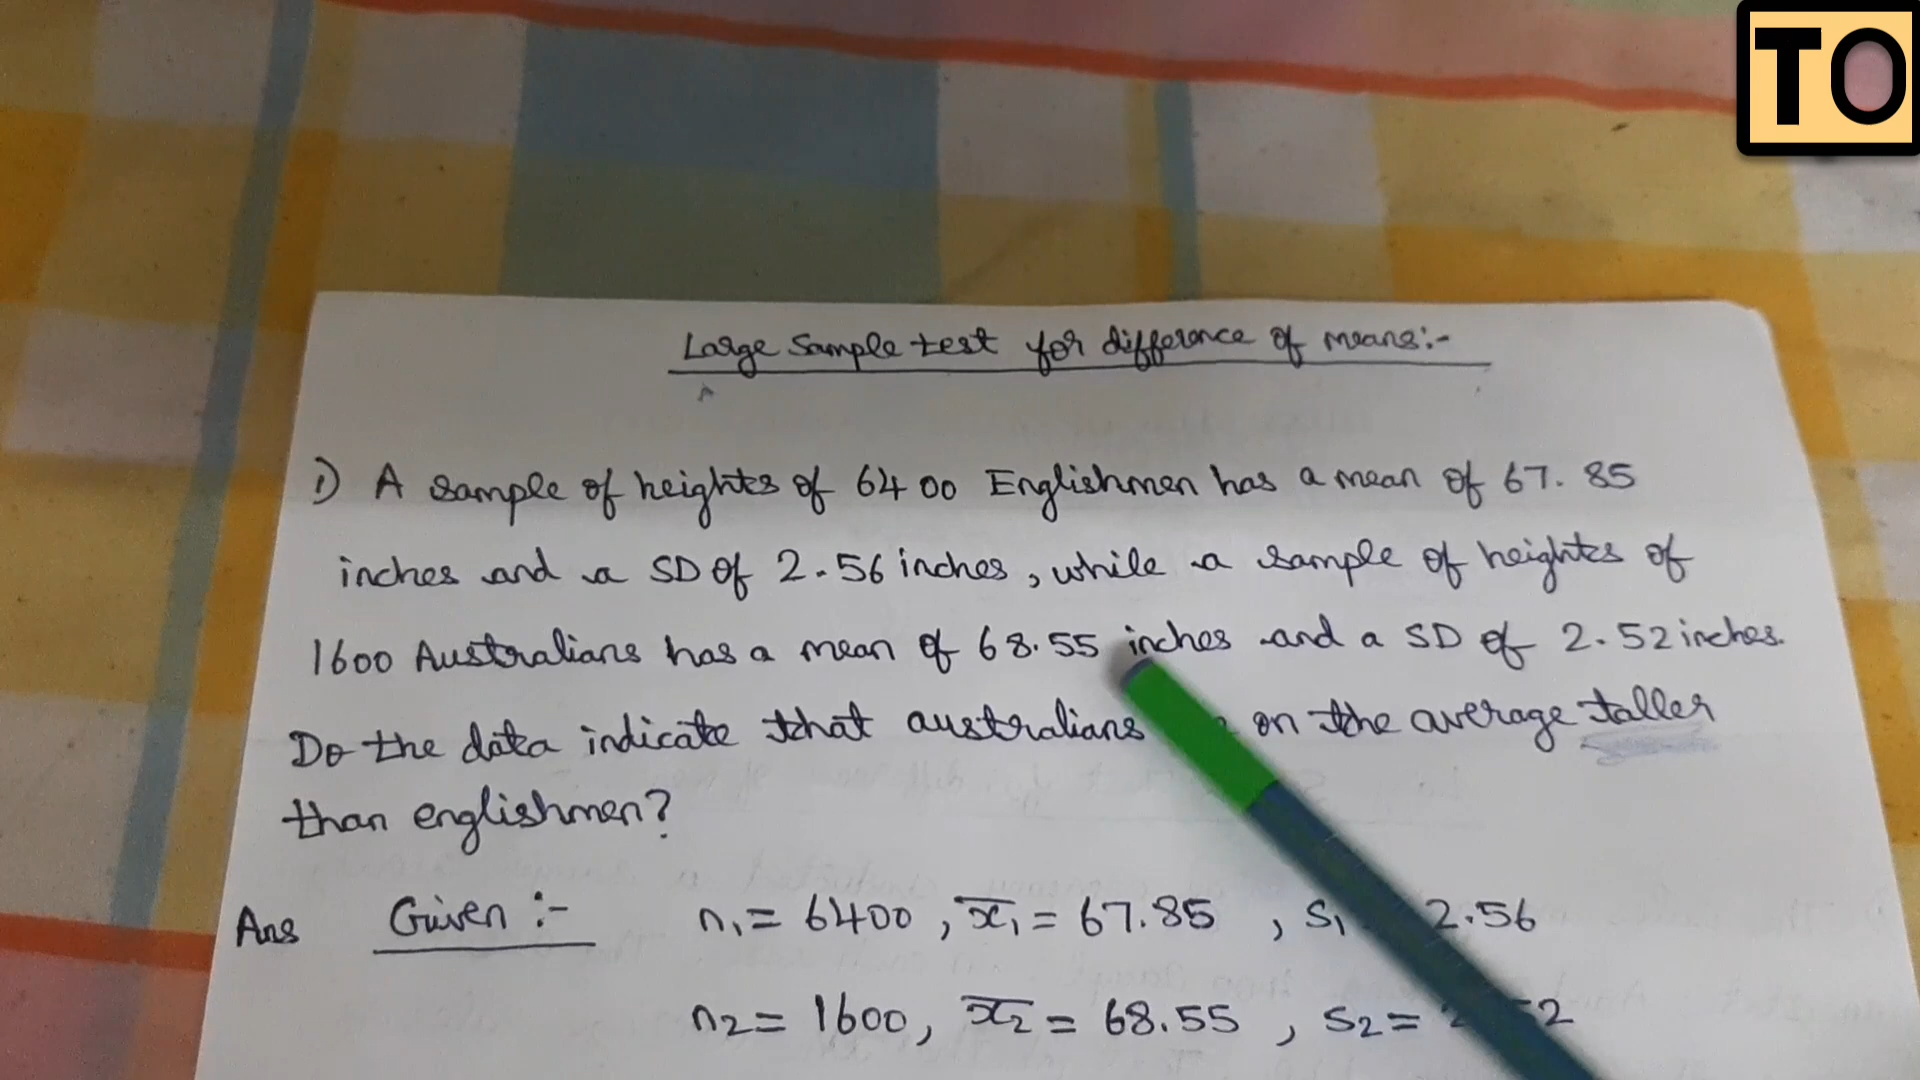 TO
Large Sample test for difference of means:-
1) A sample of heights of 6400 Englishmen has a mean of 67.85
inches and a SD of 2.56 inches, while a sample of heights of
1600 Australians has a mean of 68.55 inches and a SD of 2.52 inches.
Do the data indicate that australians on the average taller
than englishmen?
Ans Given :- n1 = 6400, x̄1 = 67.85, S1 2.56
n2 = 1600, x̄2 = 68.55, S2 = 2